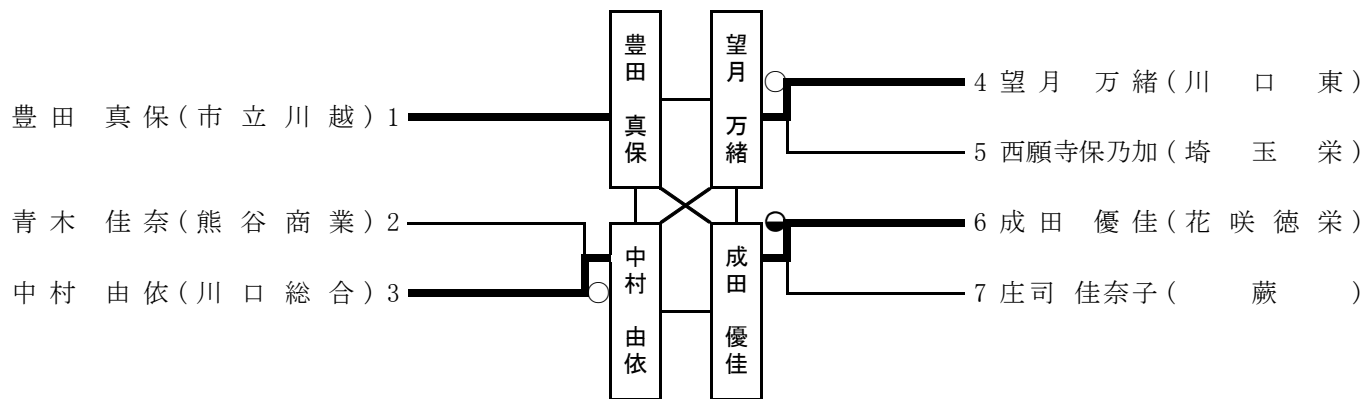 豊田 真保(市立川越) 1
青木 佳奈(熊谷商業) 2
中村 由依(川口総合) 3
豊田 真保
望月 万緒
中村 由依
成田 優佳
4 望月 万緒(川口東)
5 西願寺保乃加(埼玉栄)
6 成田 優佳(花咲徳栄)
7 庄司 佳奈子(蕨)